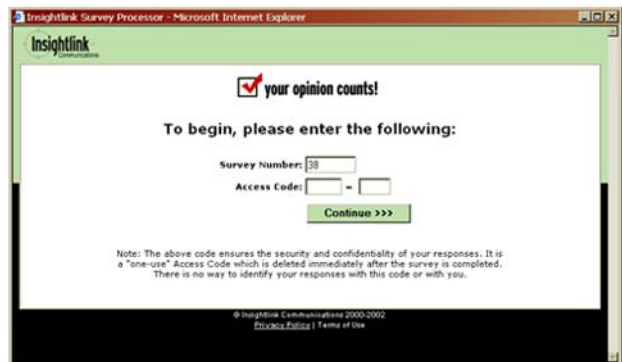 Insightlink Survey Processor - Microsoft Internet Explorer
Insightlink
Communications
your opinion counts!
To begin, please enter the following:
Survey Number: 38
Access Code: -
Continue >>>
Note: The above code ensures the security and confidentiality of your responses. It is
a "one-use" Access Code which is deleted immediately after the survey is completed.
There is no way to identify your responses with this code or with you.
© Insightlink Communications 2000-2002
Privacy Policy | Terms of Use